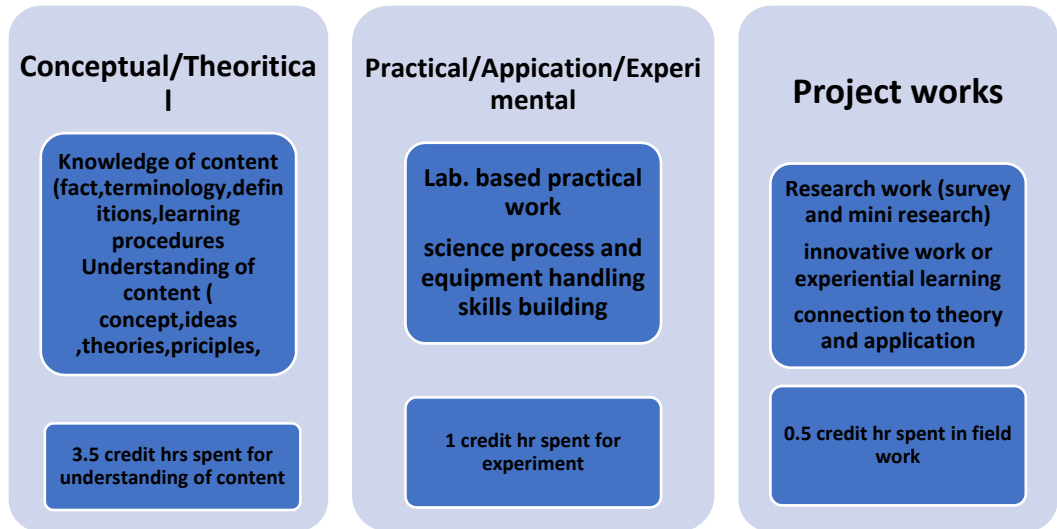 Conceptual/Theoritica
l
Knowledge of content
(fact,terminology,defin
itions,learning
procedures
Understanding of
content (
concept,ideas
,theories,priciples,
3.5 credit hrs spent for
understanding of content
Practical/Appication/Experi
mental
Lab. based practical
work
science process and
equipment handling
skills building
1 credit hr spent for
experiment
Project works
Research work (survey
and mini research)
innovative work or
experiential learning
connection to theory
and application
0.5 credit hr spent in field
work